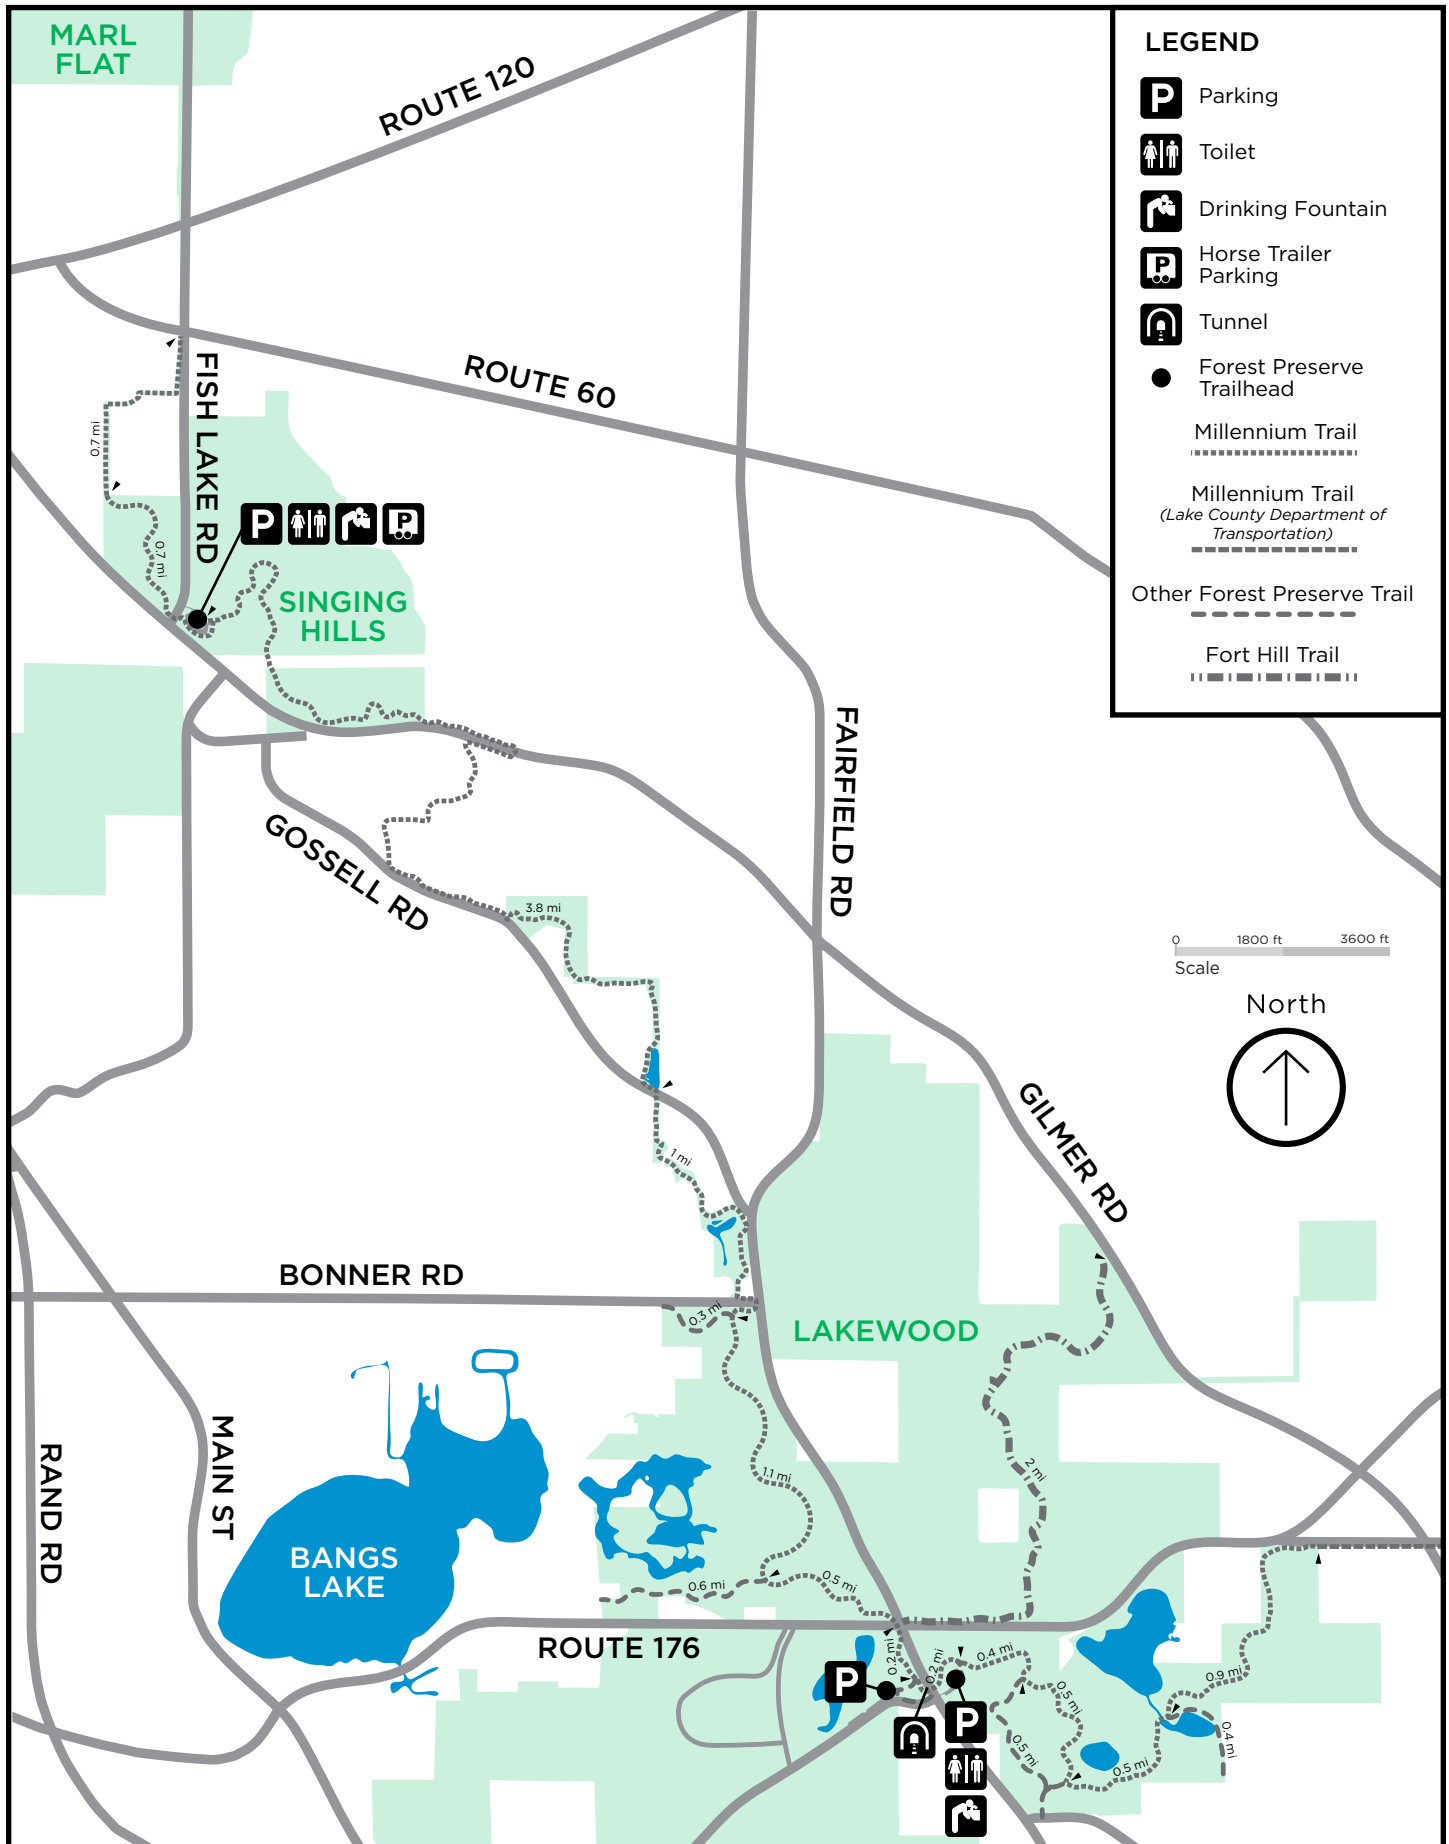 MARL
FLAT
ROUTE 120
LEGEND
P
Parking
Toilet
Drinking Fountain
P
Horse Trailer
Parking
Tunnel
Forest Preserve
Trailhead
Millennium Trail
Millennium Trail
(Lake County Department of
Transportation)
Other Forest Preserve Trail
Fort Hill Trail
FISH LAKE RD
ROUTE 60
0.7 mi
P
P
0.7 mi
SINGING
HILLS
FAIRFIELD RD
GOSSELL RD
3.8 mi
0
1800 ft
3600 ft
Scale
North
GILMER RD
1 mi
BONNER RD
0.3 mi
LAKEWOOD
MAIN ST
RAND RD
1.1 mi
2 mi
BANGS
LAKE
0.6 mi
0.5 mi
ROUTE 176
0.2 mi
0.2 mi
0.4 mi
0.9 mi
P
0.5 mi
P
0.5 mi
0.5 mi
0.4 mi